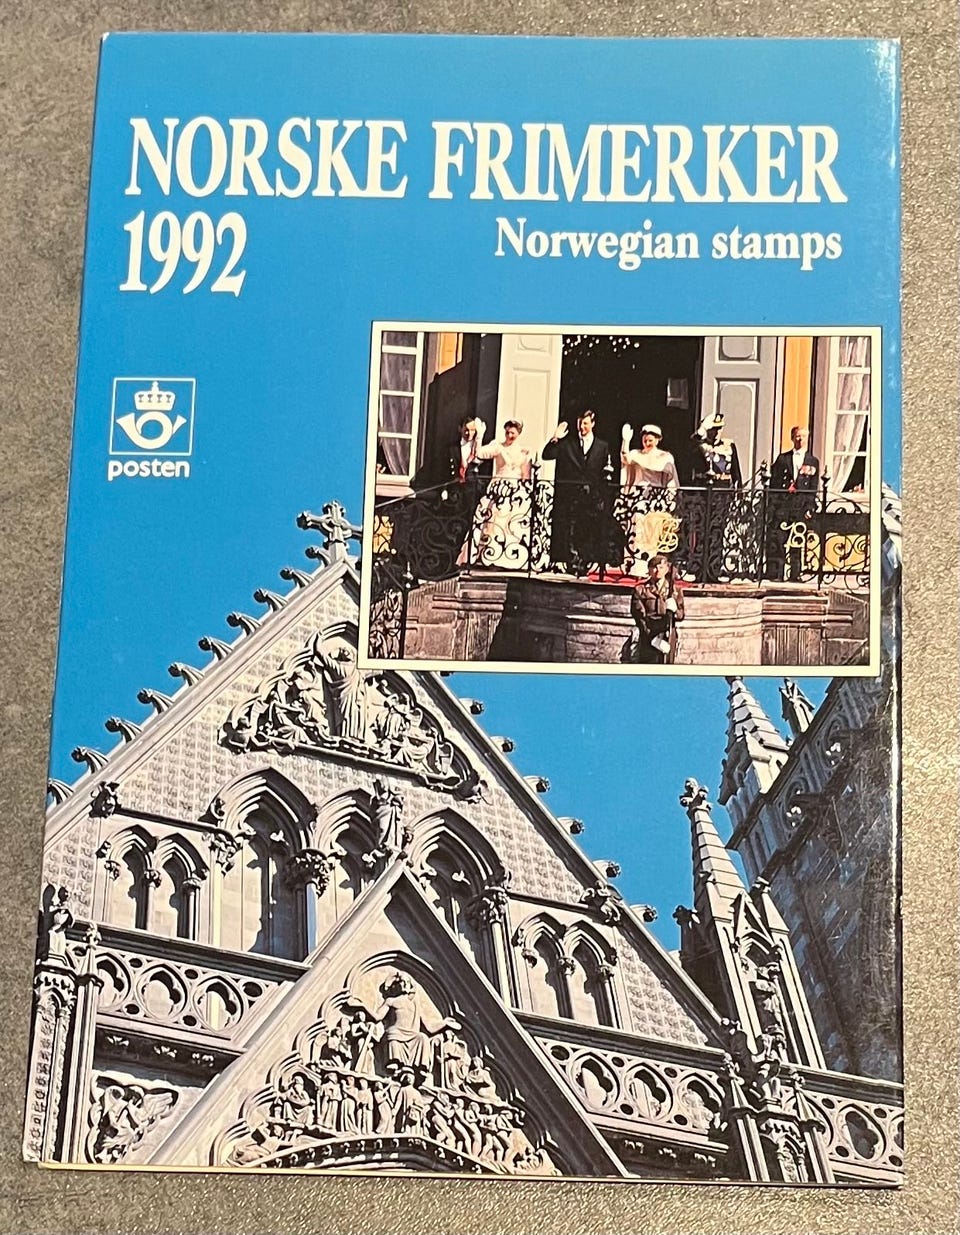 NORSKE FRIMERKER
1992
Norwegian stamps
posten